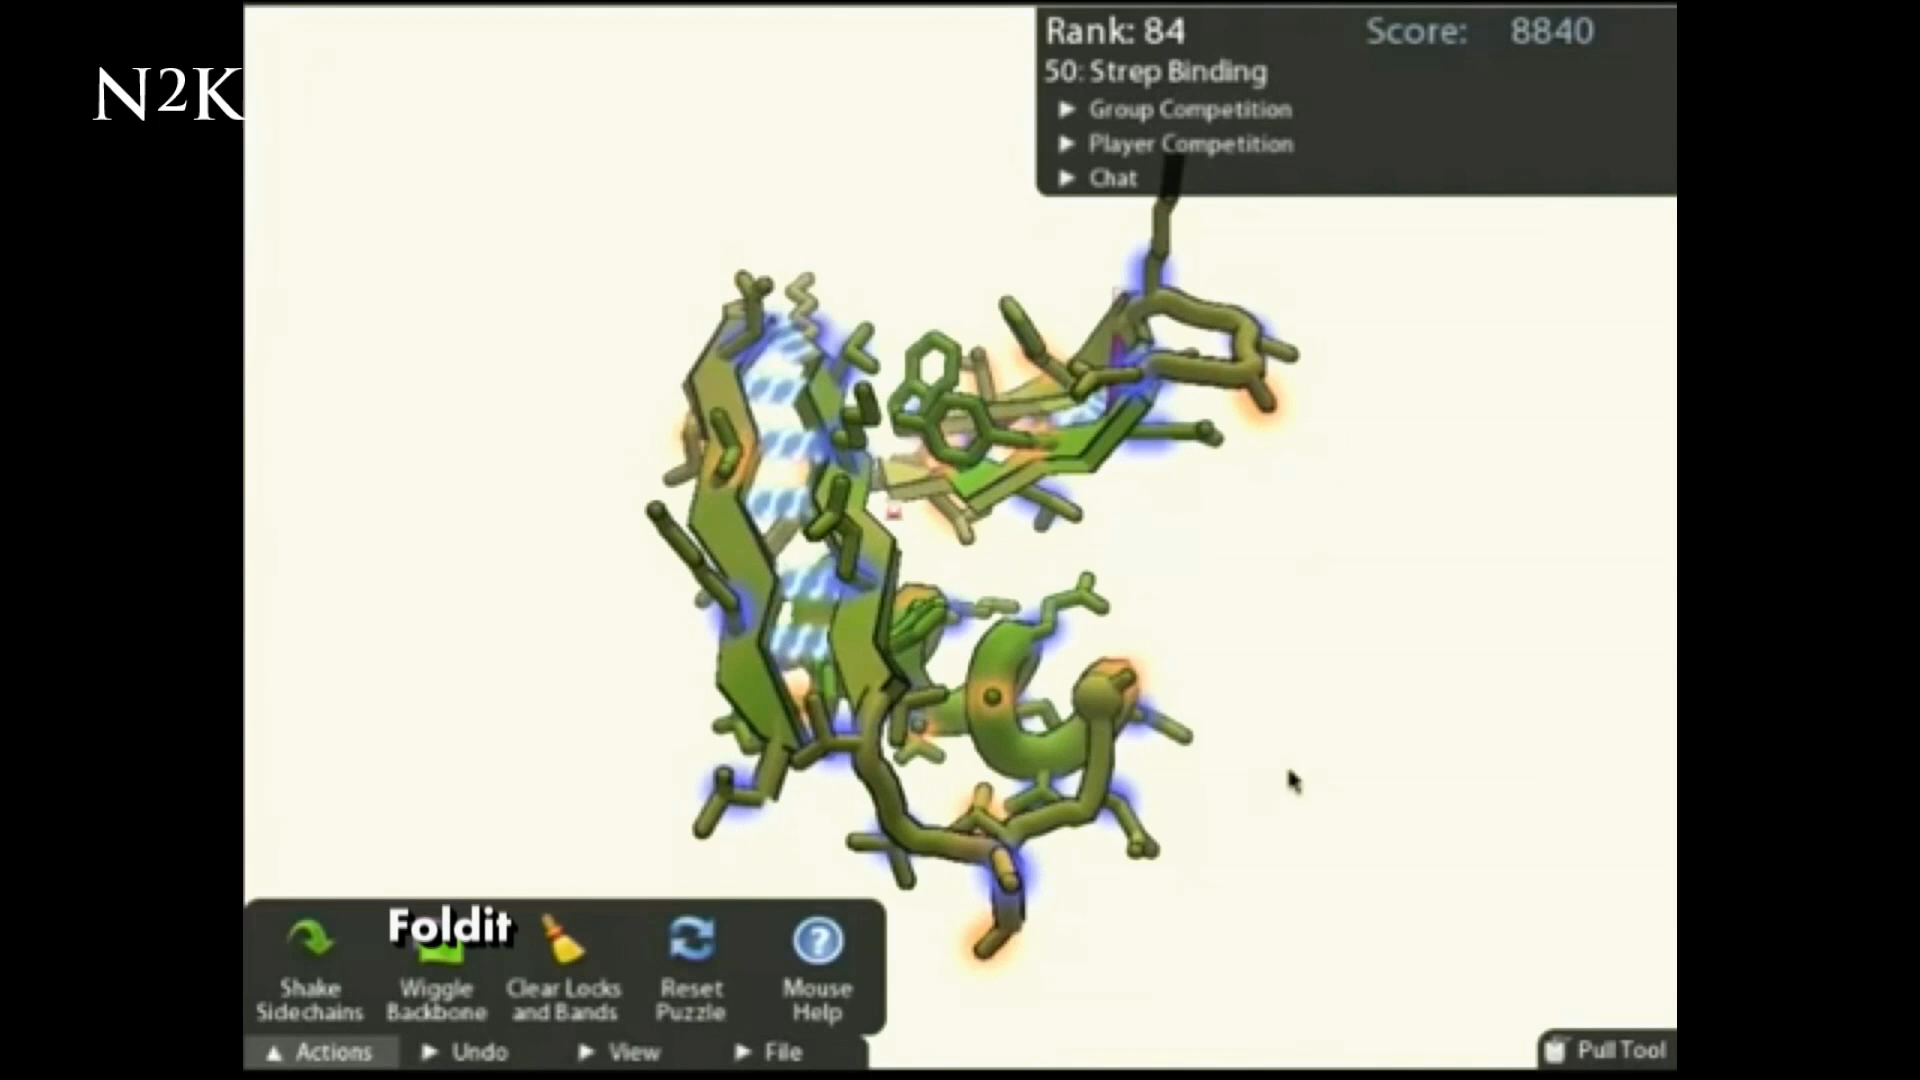 N2K
Rank: 84 Score: 8840
50: Strep Binding
Group Competition
Player Competition
Chat
Foldit
Shake Sidechains
Wiggle Backbone
Clear Locks and Bands
Reset Puzzle
Mouse Help
Actions Undo View File
Pull Tool